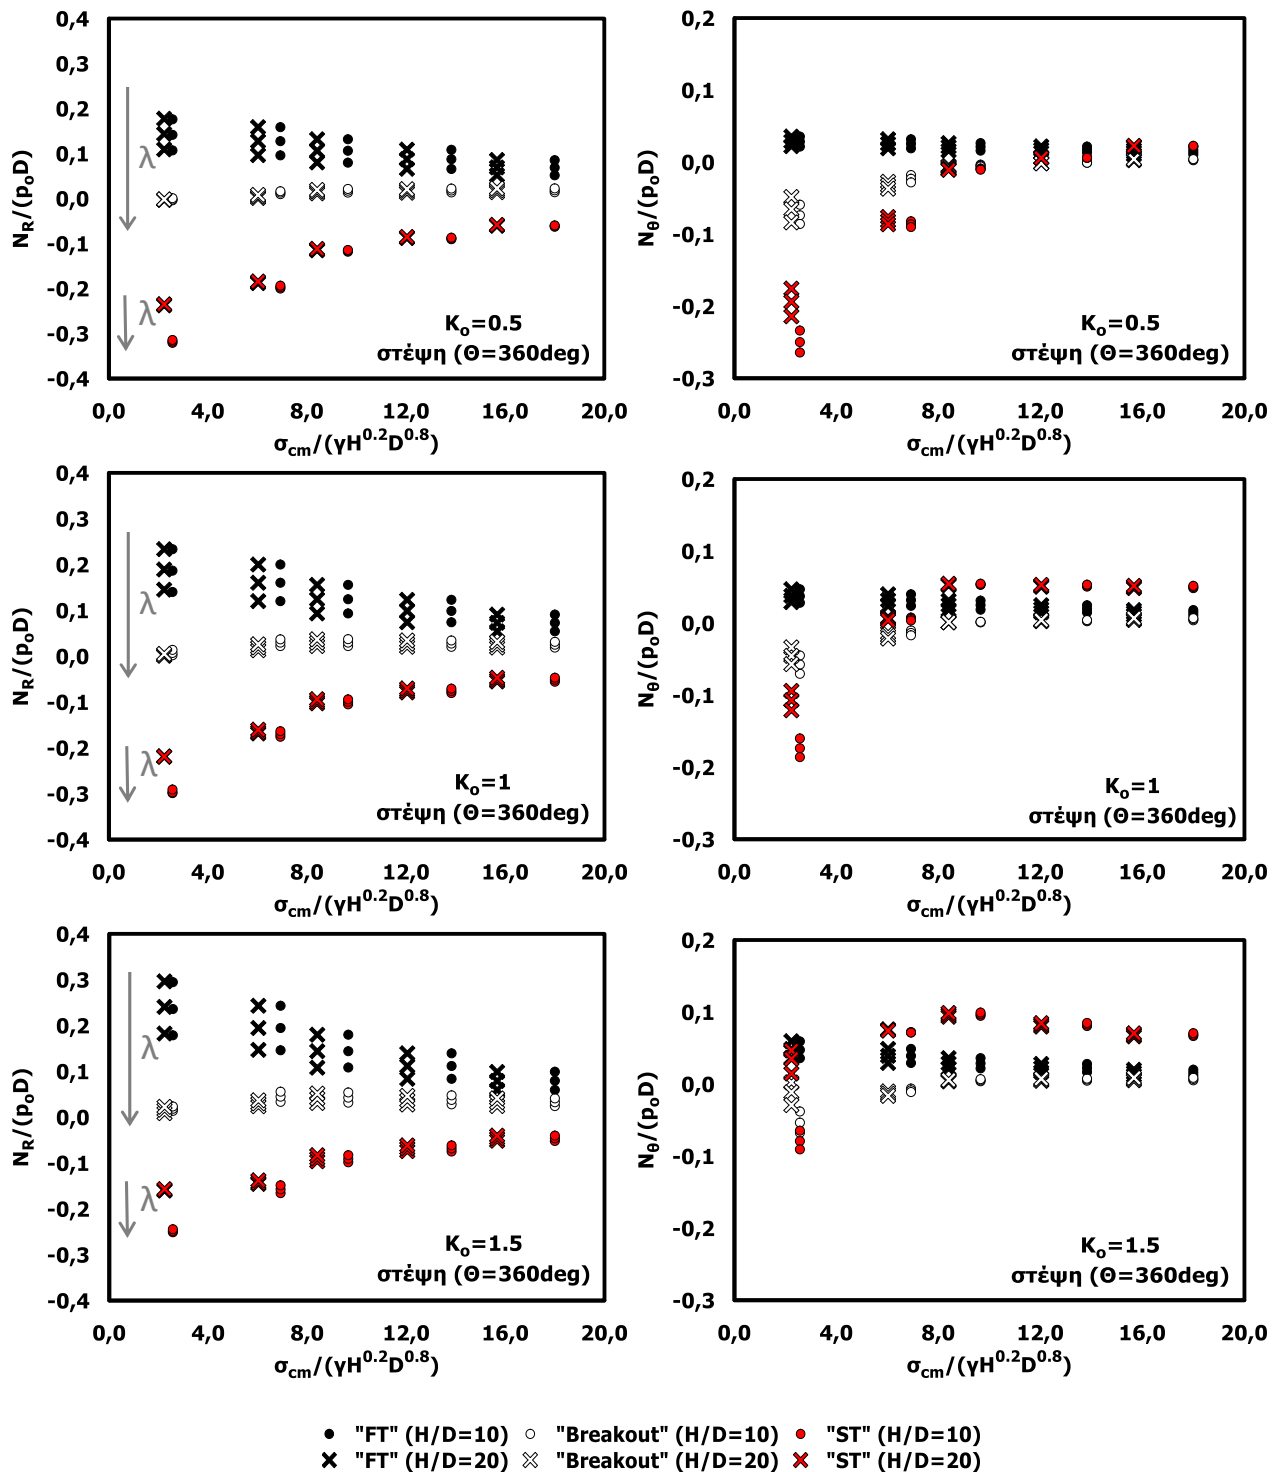 0,4
0,3
0,2
0,1
0,0
-0,1
-0,2
-0,3
-0,4
N_R/(p_oD)
λ
λ
K_o=0.5
στέψη (Θ=360deg)
0,0 4,0 8,0 12,0 16,0 20,0
σ_cm/(γH^0.2D^0.8)
0,2
0,1
0,0
-0,1
-0,2
-0,3
N_θ/(p_oD)
K_o=0.5
στέψη (Θ=360deg)
0,0 4,0 8,0 12,0 16,0 20,0
σ_cm/(γH^0.2D^0.8)
0,4
0,3
0,2
0,1
0,0
-0,1
-0,2
-0,3
-0,4
N_R/(p_oD)
λ
λ
K_o=1
στέψη (Θ=360deg)
0,0 4,0 8,0 12,0 16,0 20,0
σ_cm/(γH^0.2D^0.8)
0,2
0,1
0,0
-0,1
-0,2
-0,3
N_θ/(p_oD)
K_o=1
στέψη (Θ=360deg)
0,0 4,0 8,0 12,0 16,0 20,0
σ_cm/(γH^0.2D^0.8)
0,4
0,3
0,2
0,1
0,0
-0,1
-0,2
-0,3
-0,4
N_R/(p_oD)
λ
λ
K_o=1.5
στέψη (Θ=360deg)
0,0 4,0 8,0 12,0 16,0 20,0
σ_cm/(γH^0.2D^0.8)
0,2
0,1
0,0
-0,1
-0,2
-0,3
N_θ/(p_oD)
K_o=1.5
στέψη (Θ=360deg)
0,0 4,0 8,0 12,0 16,0 20,0
σ_cm/(γH^0.2D^0.8)
"FT" (H/D=10) "Breakout" (H/D=10) "ST" (H/D=10)
"FT" (H/D=20) "Breakout" (H/D=20) "ST" (H/D=20)